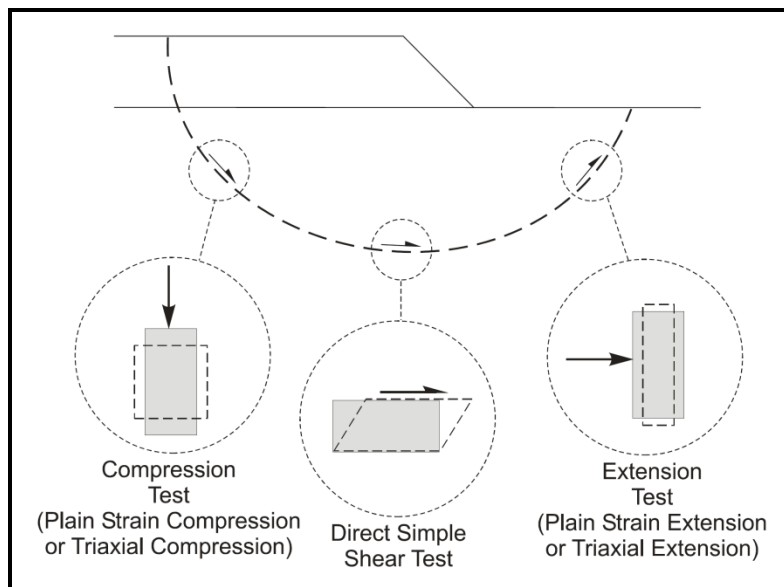 Compression
Test
(Plain Strain Compression
or Triaxial Compression)
Direct Simple
Shear Test
Extension
Test
(Plain Strain Extension
or Triaxial Extension)